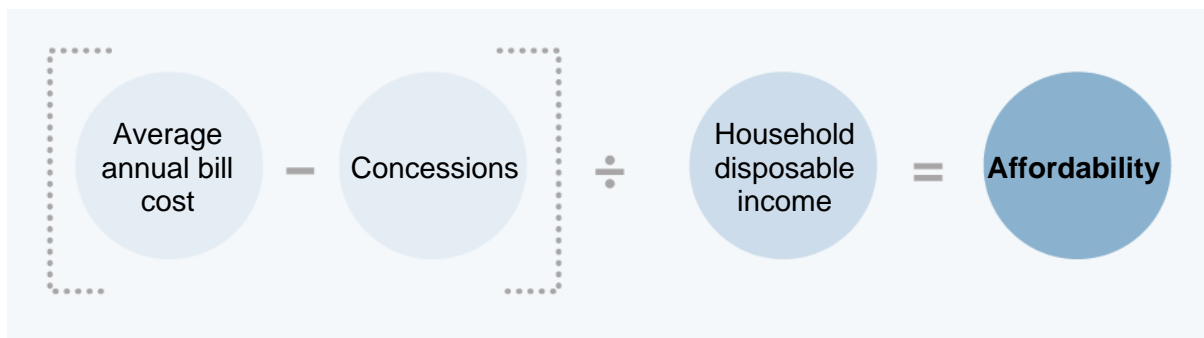 Average
annual bill
cost
–
Concessions
÷
Household
disposable
income
=
Affordability